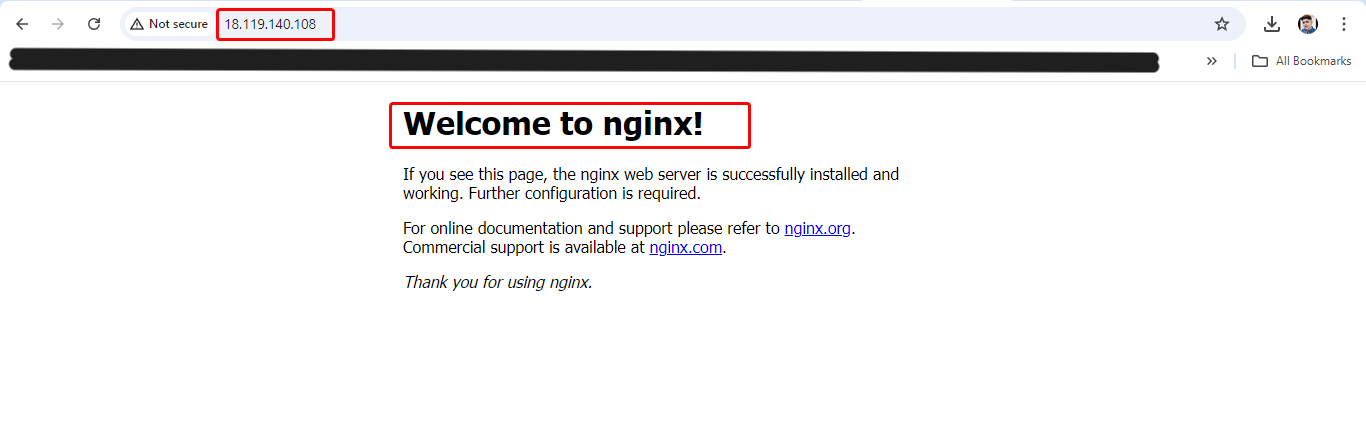 Not secure 18.119.140.108
» All Bookmarks
Welcome to nginx!
If you see this page, the nginx web server is successfully installed and
working. Further configuration is required.
For online documentation and support please refer to nginx.org.
Commercial support is available at nginx.com.
Thank you for using nginx.